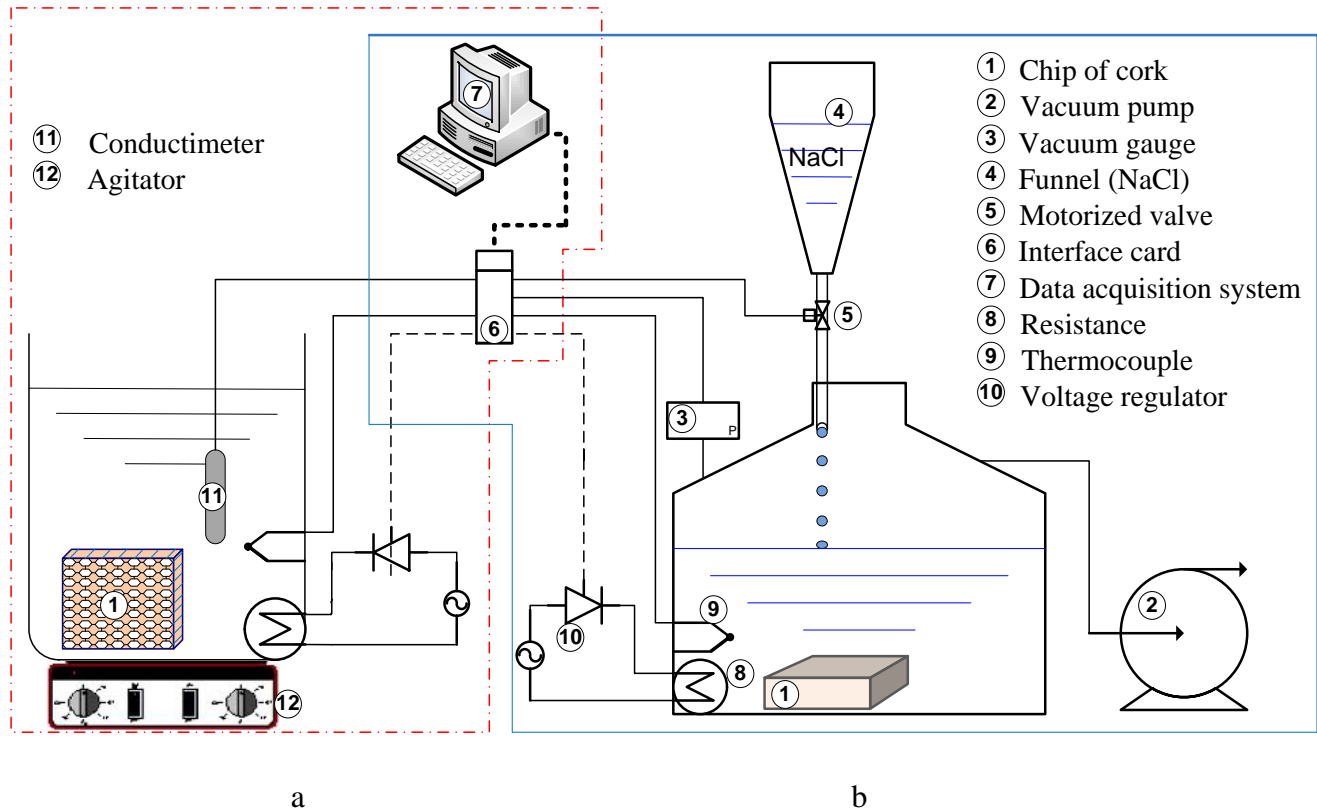 11 Conductimeter
12 Agitator
7
4
NaCl
1 Chip of cork
2 Vacuum pump
3 Vacuum gauge
4 Funnel (NaCl)
5 Motorized valve
6 Interface card
7 Data acquisition system
8 Resistance
9 Thermocouple
10 Voltage regulator
6
5
3
P
11
1
12
10
9
8
1
2
a
b